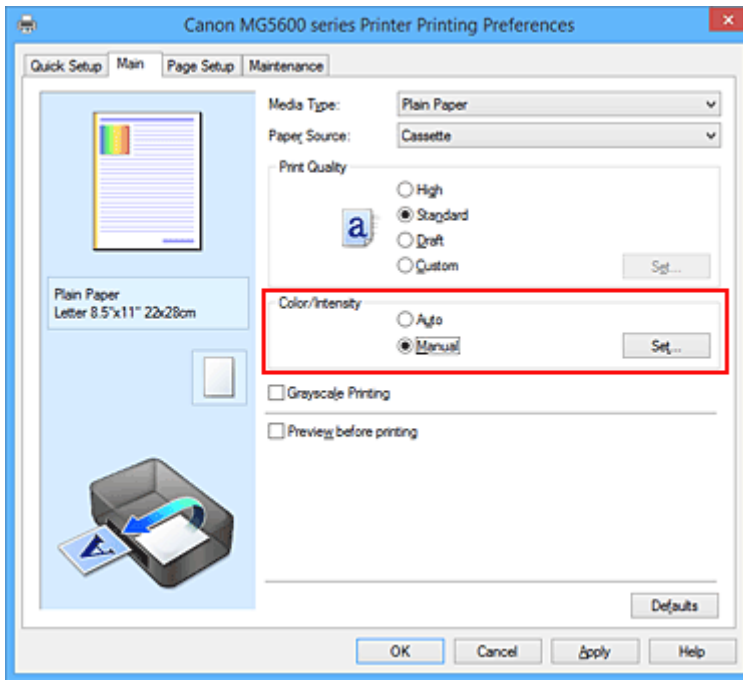 Canon MG5600 series Printer Printing Preferences
Quick Setup Main Page Setup Maintenance
Media Type: Plain Paper
Paper Source: Cassette
Print Quality
High
a Standard
Draft
Custom Set...
Plain Paper
Letter 8.5"x11" 22x28cm
Color/Intensity
Auto
Manual Set...
Grayscale Printing
Preview before printing
A
Defaults
OK Cancel Apply Help